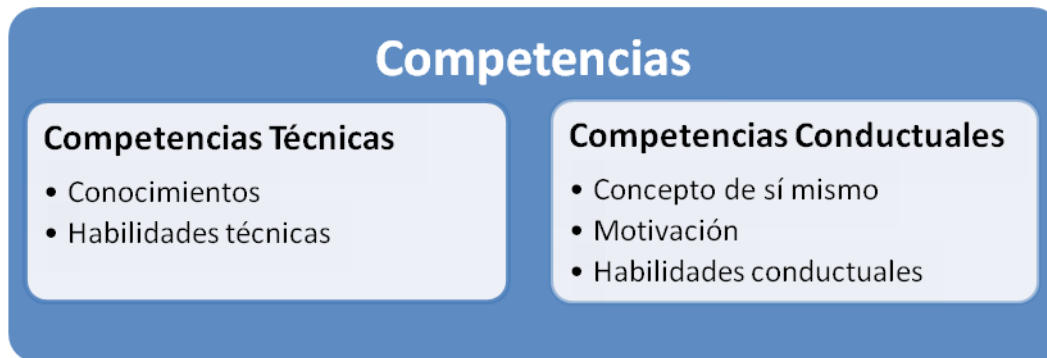 Competencias
Competencias Técnicas
• Conocimientos
• Habilidades técnicas
Competencias Conductuales
• Concepto de sí mismo
• Motivación
• Habilidades conductuales